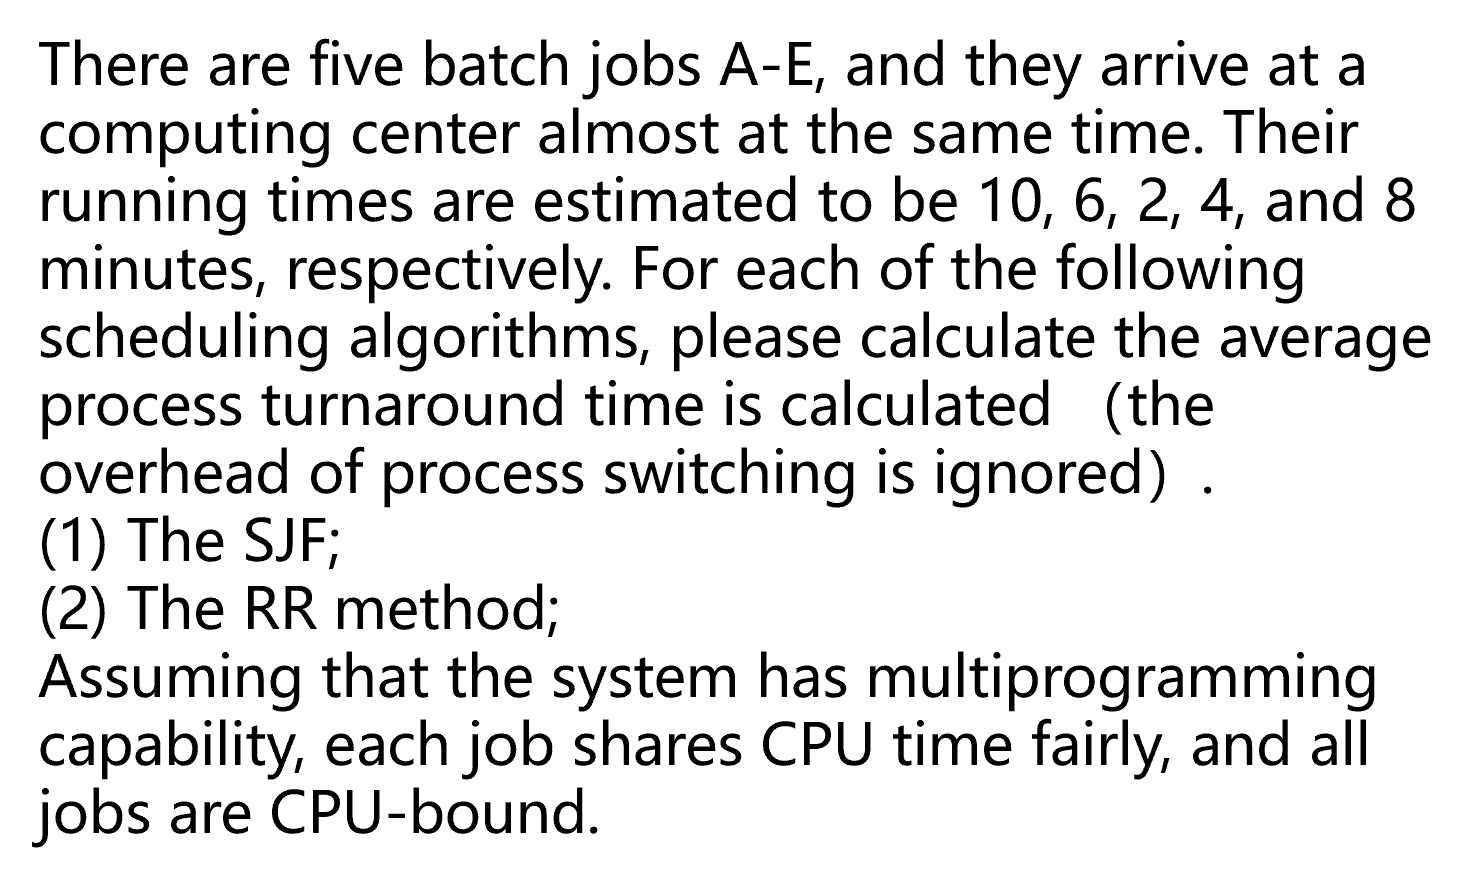 There are five batch jobs A-E, and they arrive at a
computing center almost at the same time. Their
running times are estimated to be 10, 6, 2, 4, and 8
minutes, respectively. For each of the following
scheduling algorithms, please calculate the average
process turnaround time is calculated （the
overhead of process switching is ignored）.
(1) The SJF;
(2) The RR method;
Assuming that the system has multiprogramming
capability, each job shares CPU time fairly, and all
jobs are CPU-bound.